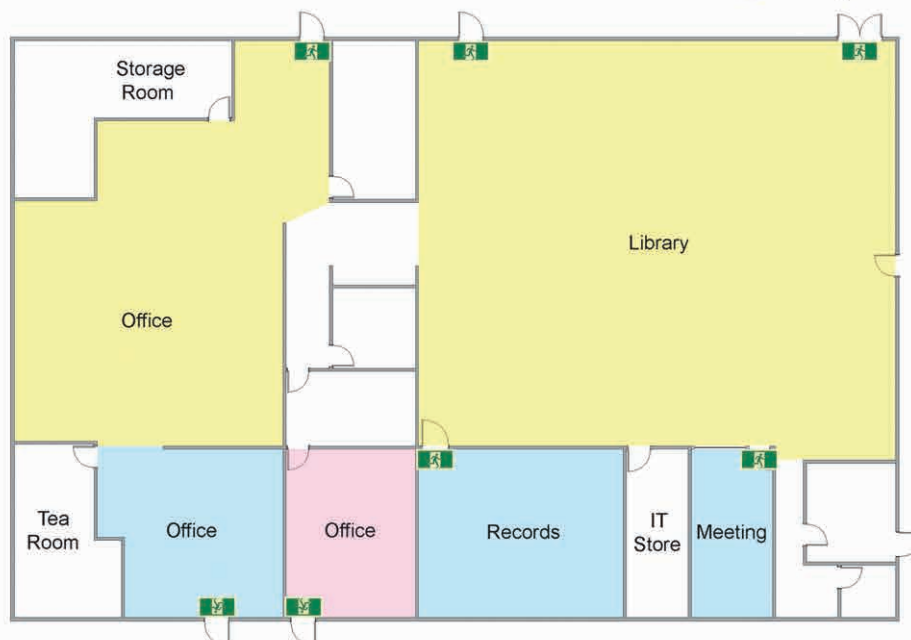 Storage
Room
Library
Office
Tea
Room
Office
Office
Records
IT
Store
Meeting